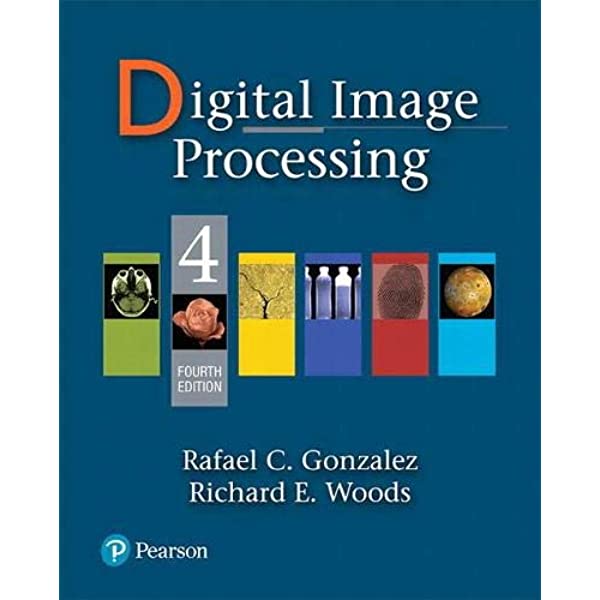 Digital Image
Processing
4
FOURTH
EDITION
Rafael C. Gonzalez
Richard E. Woods
Pearson